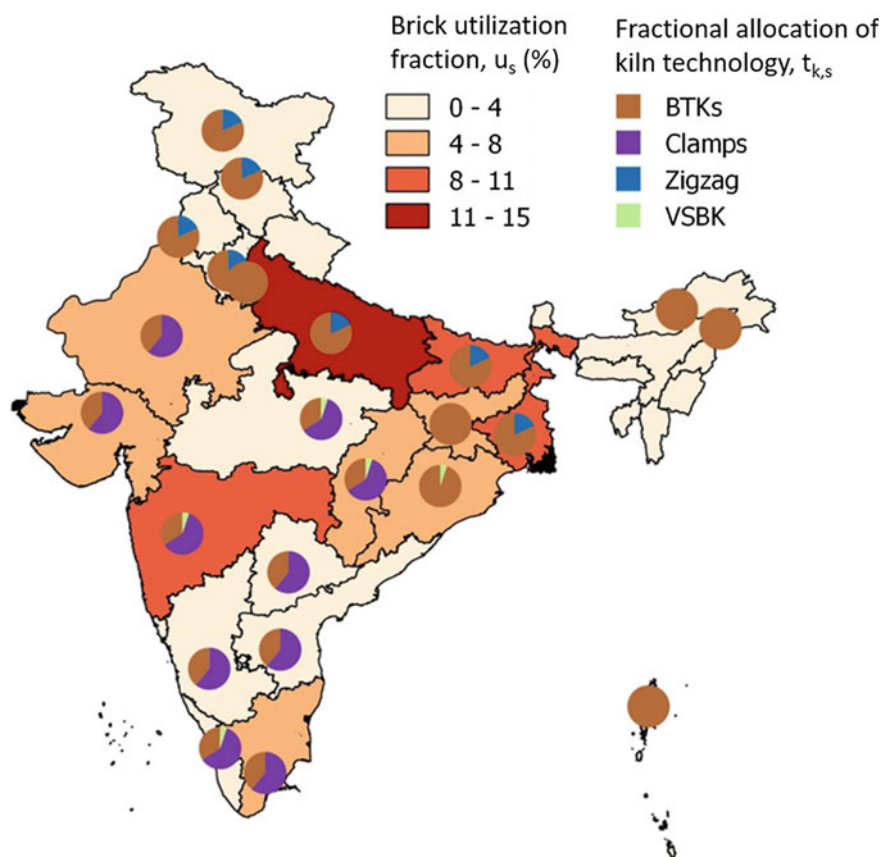 Brick utilization
fraction, uₛ (%)
0 - 4
4 - 8
8 - 11
11 - 15
Fractional allocation of
kiln technology, tₖ,ₛ
BTKs
Clamps
Zigzag
VSBK